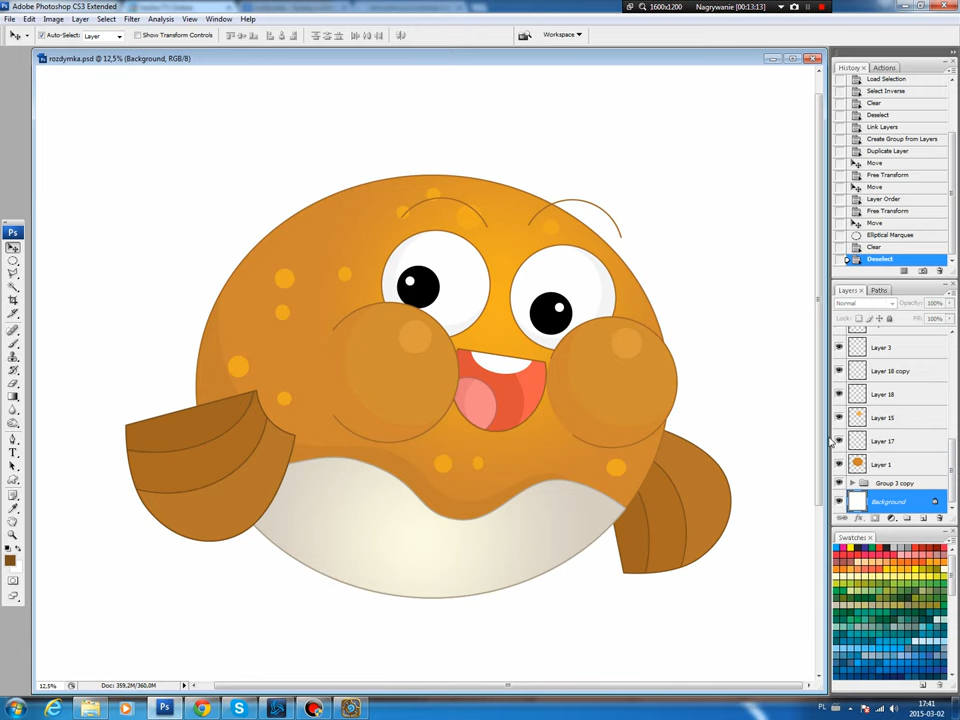 Adobe Photoshop CS3 Extended
1600x1200
Nagrywanie [00:13:13]
File Edit Image Layer Select Filter Analysis View Window Help
Auto-Select: Layer Show Transform Controls
Workspace
rozdymka.psd @ 12,5% (Background, RGB/8)
History Actions
Load Selection
Select Inverse
Clear
Deselect
Link Layers
Create Group from Layers
Duplicate Layer
Move
Free Transform
Move
Layer Order
Free Transform
Move
Elliptical Marquee
Clear
Deselect
Layers Paths
Normal Opacity: 100%
Lock: Fill: 100%
Layer 3
Layer 18 copy
Layer 18
Layer 15
Layer 17
Layer 1
Group 3 copy
Background
Swatches
Ps
12,5% Doc: 359,2M/360,0M
PL
17:41
2015-03-02